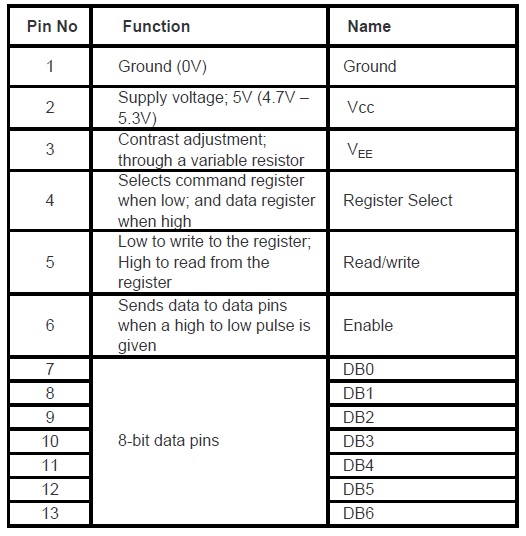 Pin No Function Name
1 Ground (0V) Ground
2 Supply voltage; 5V (4.7V – 5.3V) Vcc
3 Contrast adjustment; through a variable resistor VEE
4 Selects command register when low; and data register when high Register Select
5 Low to write to the register; High to read from the register Read/write
6 Sends data to data pins when a high to low pulse is given Enable
7 DB0
8 DB1
9 DB2
10 8-bit data pins DB3
11 DB4
12 DB5
13 DB6